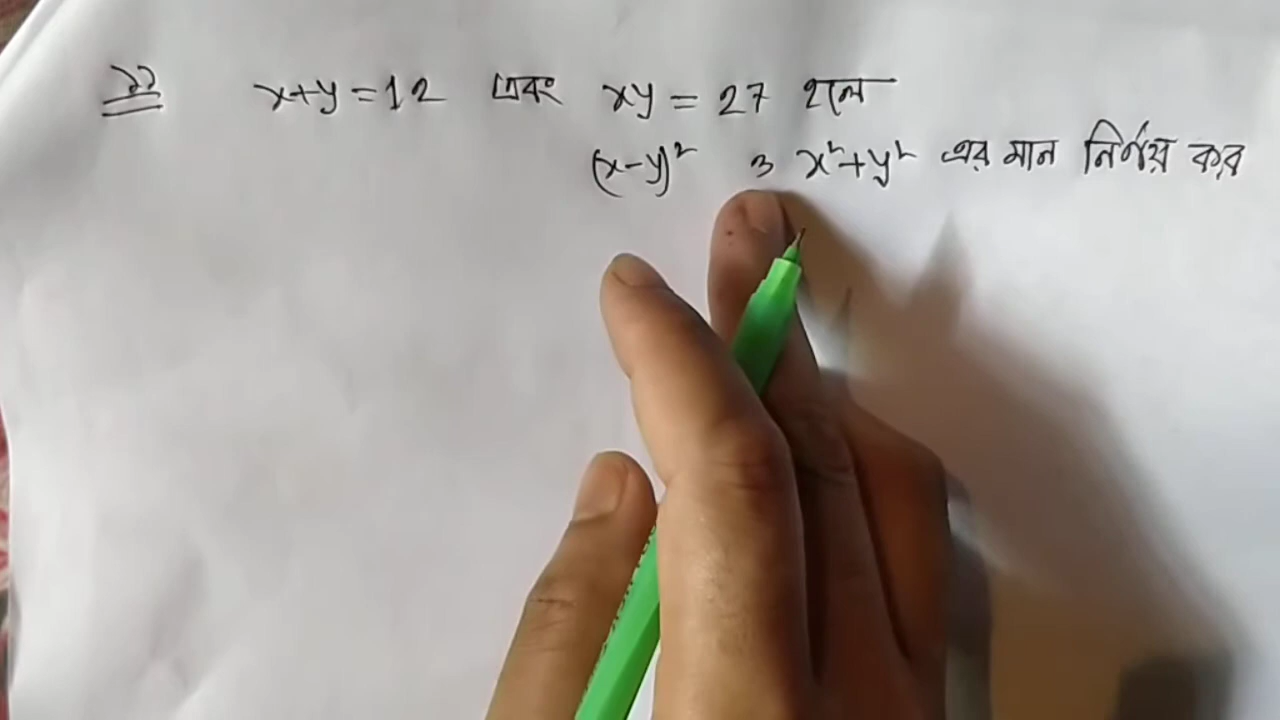 ১১ x+y = 12 এবং xy = 27 হলে
(x-y)² ও x²+y² এর মান নির্ণয় কর